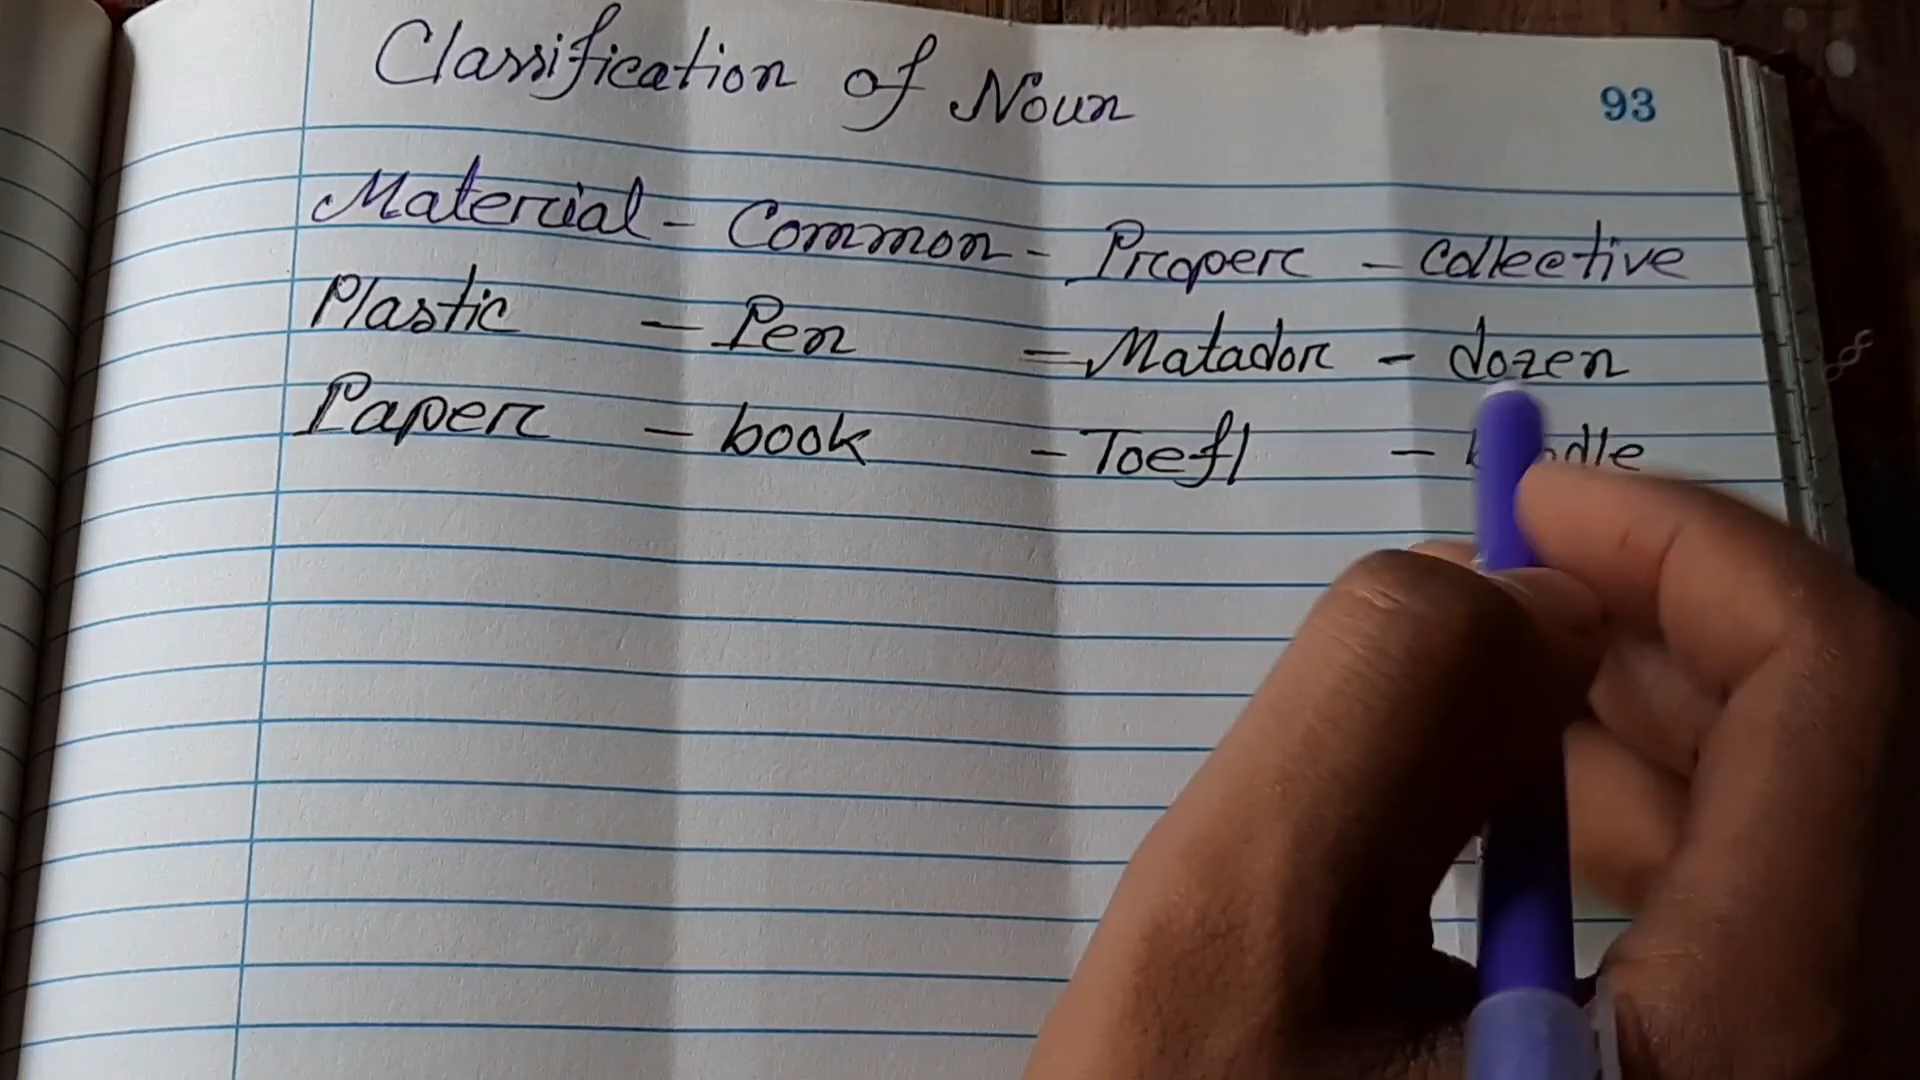 Classification of Noun
93
Material - Common - Proper - Collective
Plastic - Pen = Matador - dozen
Paper - book - Toefl -